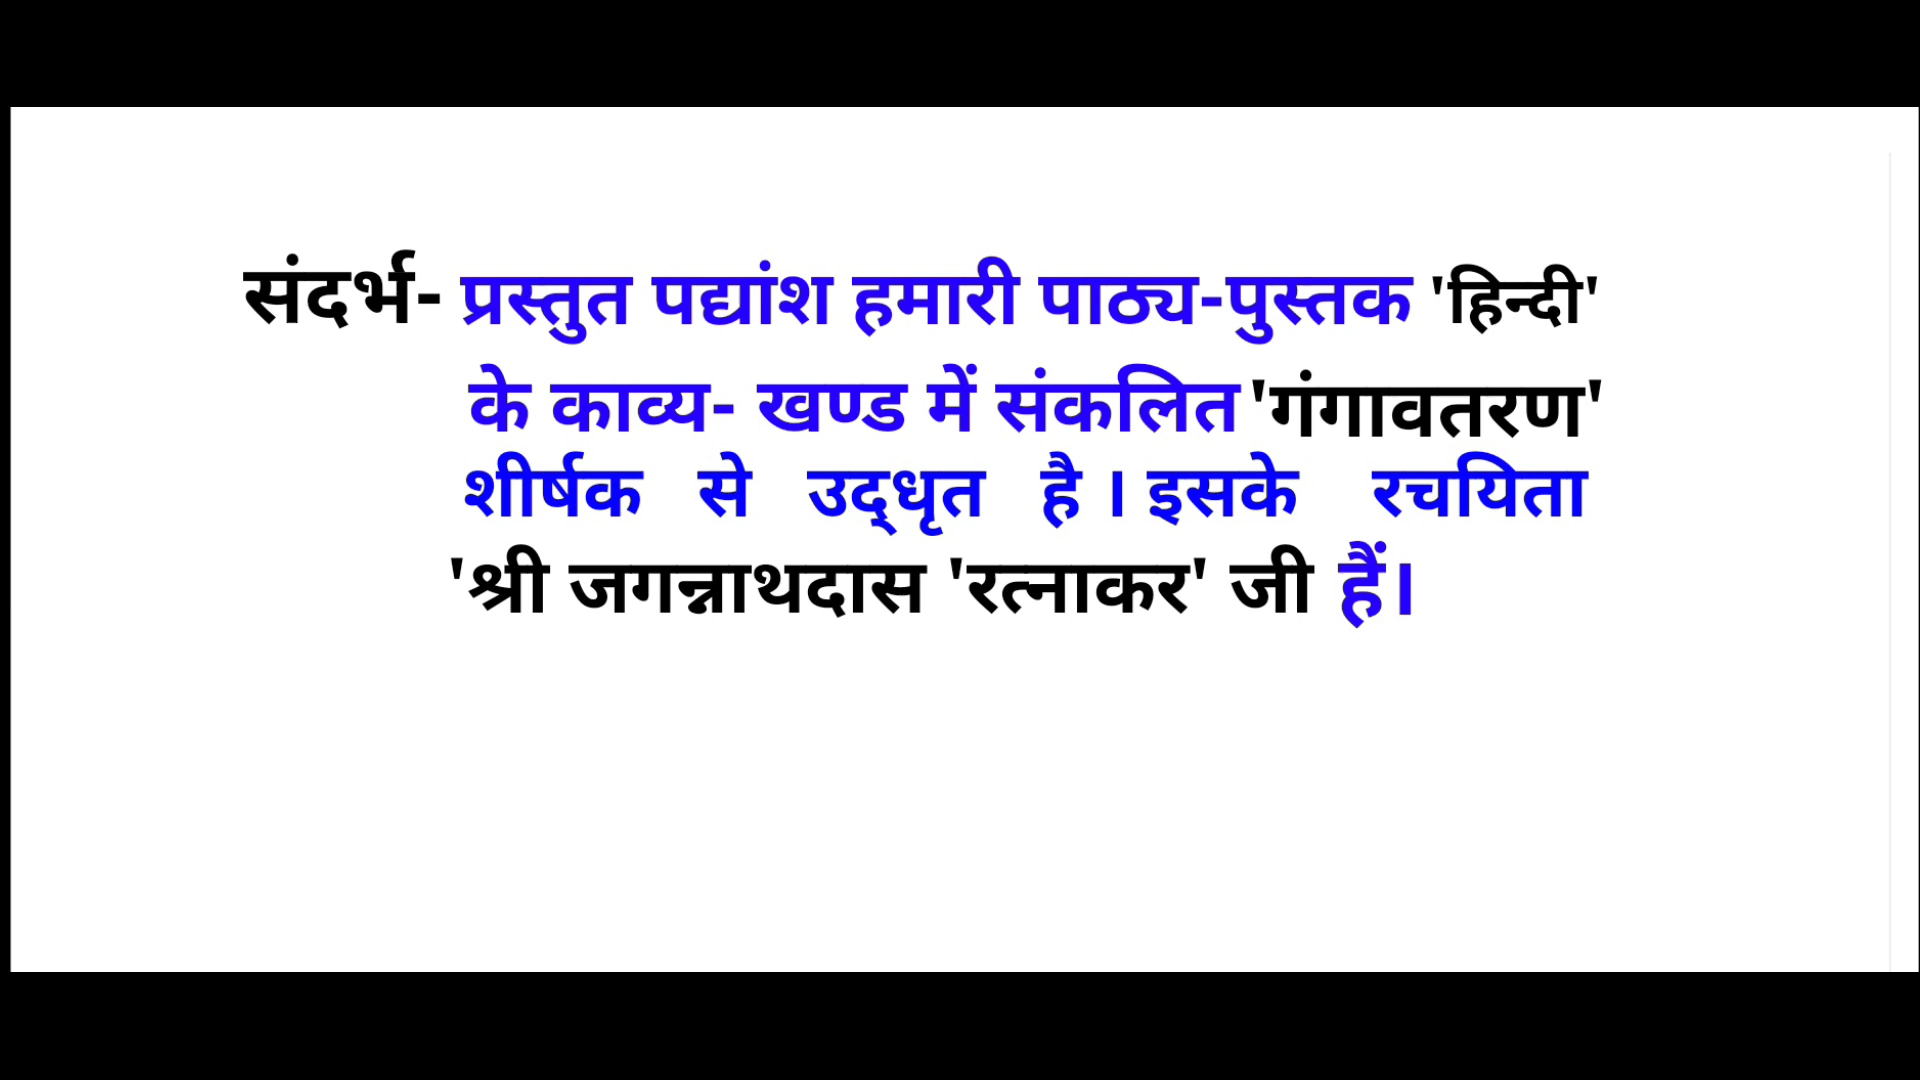 संदर्भ- प्रस्तुत पद्यांश हमारी पाठ्य-पुस्तक 'हिन्दी'
के काव्य- खण्ड में संकलित 'गंगावतरण'
शीर्षक से उद्धृत है । इसके रचयिता
'श्री जगन्नाथदास 'रत्नाकर' जी हैं।